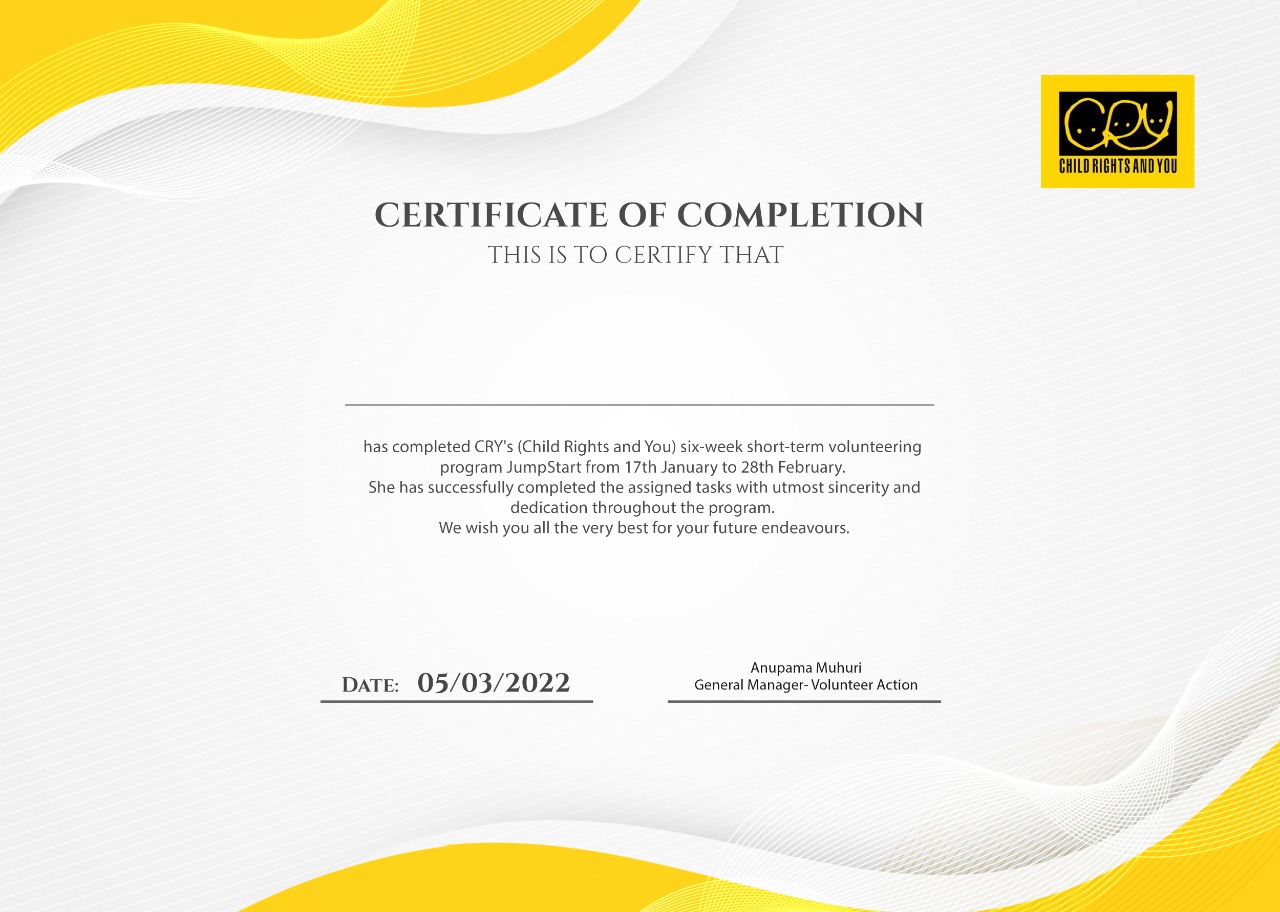 CRY
CHILD RIGHTS AND YOU
CERTIFICATE OF COMPLETION
THIS IS TO CERTIFY THAT
has completed CRY's (Child Rights and You) six-week short-term volunteering
program JumpStart from 17th January to 28th February.
She has successfully completed the assigned tasks with utmost sincerity and
dedication throughout the program.
We wish you all the very best for your future endeavours.
DATE: 05/03/2022
Anupama Muhuri
General Manager- Volunteer Action